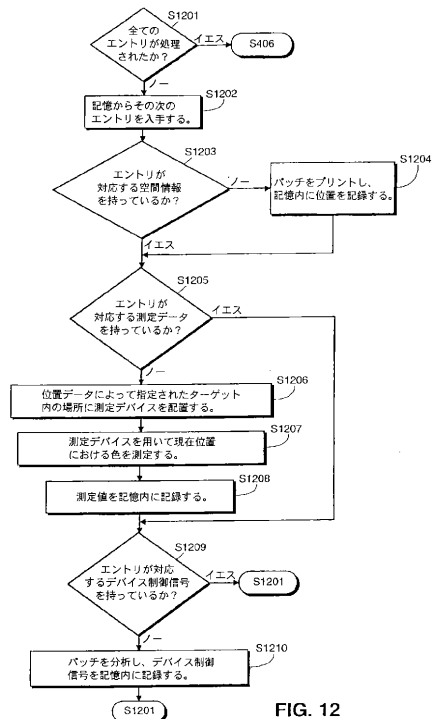 S1201
全ての
エントリが処理
されたか？
イエス
S406
ノー
S1202
記憶からその次の
エントリを入手する。
S1203
エントリが
対応する空間情報
を持っているか？
ノー
S1204
パッチをプリントし、
記憶内に位置を記録する。
イエス
S1205
エントリが
対応する測定データ
を持っているか？
イエス
ノー
S1206
位置データによって指定されたターゲット
内の場所に測定デバイスを配置する。
S1207
測定デバイスを用いて現在位置
における色を測定する。
S1208
測定値を記憶内に記録する。
S1209
エントリが対応
するデバイス制御信号
を持っているか？
イエス
S1201
ノー
S1210
パッチを分析し、デバイス制御
信号を記憶内に記録する。
S1201
FIG. 12